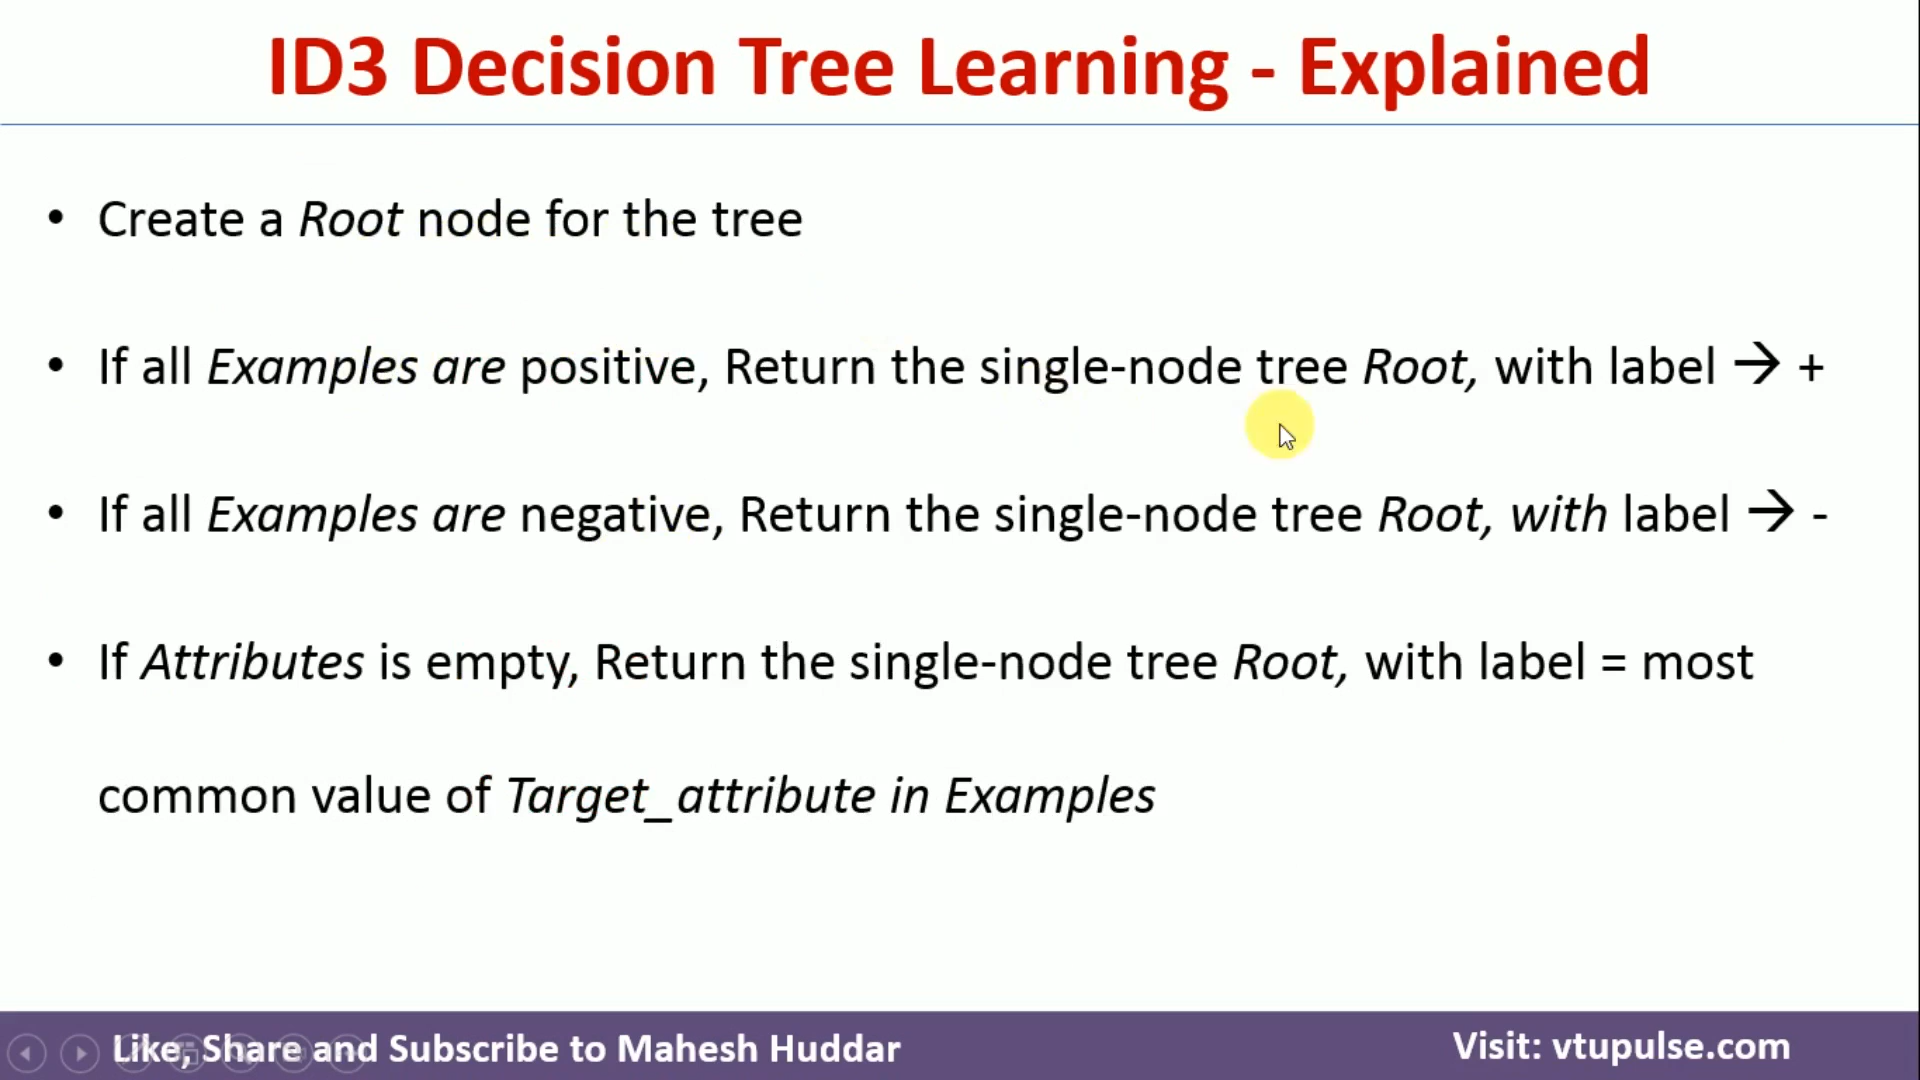 ID3 Decision Tree Learning - Explained
• Create a Root node for the tree
• If all Examples are positive, Return the single-node tree Root, with label → +
• If all Examples are negative, Return the single-node tree Root, with label → -
• If Attributes is empty, Return the single-node tree Root, with label = most
common value of Target_attribute in Examples
Like, Share and Subscribe to Mahesh Huddar
Visit: vtupulse.com